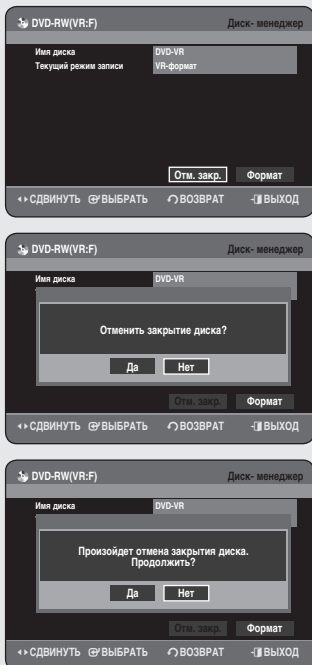 DVD-RW(VR:F) Диск- менеджер
Имя диска DVD-VR
Текущий режим записи VR-формат
Отм. закр. Формат
СДВИНУТЬ ВЫБРАТЬ ВОЗВРАТ ВЫХОД
DVD-RW(VR:F) Диск- менеджер
Имя диска DVD-VR
Отменить закрытие диска?
Да Нет
Отм. закр. Формат
СДВИНУТЬ ВЫБРАТЬ ВОЗВРАТ ВЫХОД
DVD-RW(VR:F) Диск- менеджер
Имя диска DVD-VR
Произойдет отмена закрытия диска.
Продолжить?
Да Нет
Отм. закр. Формат
СДВИНУТЬ ВЫБРАТЬ ВОЗВРАТ ВЫХОД